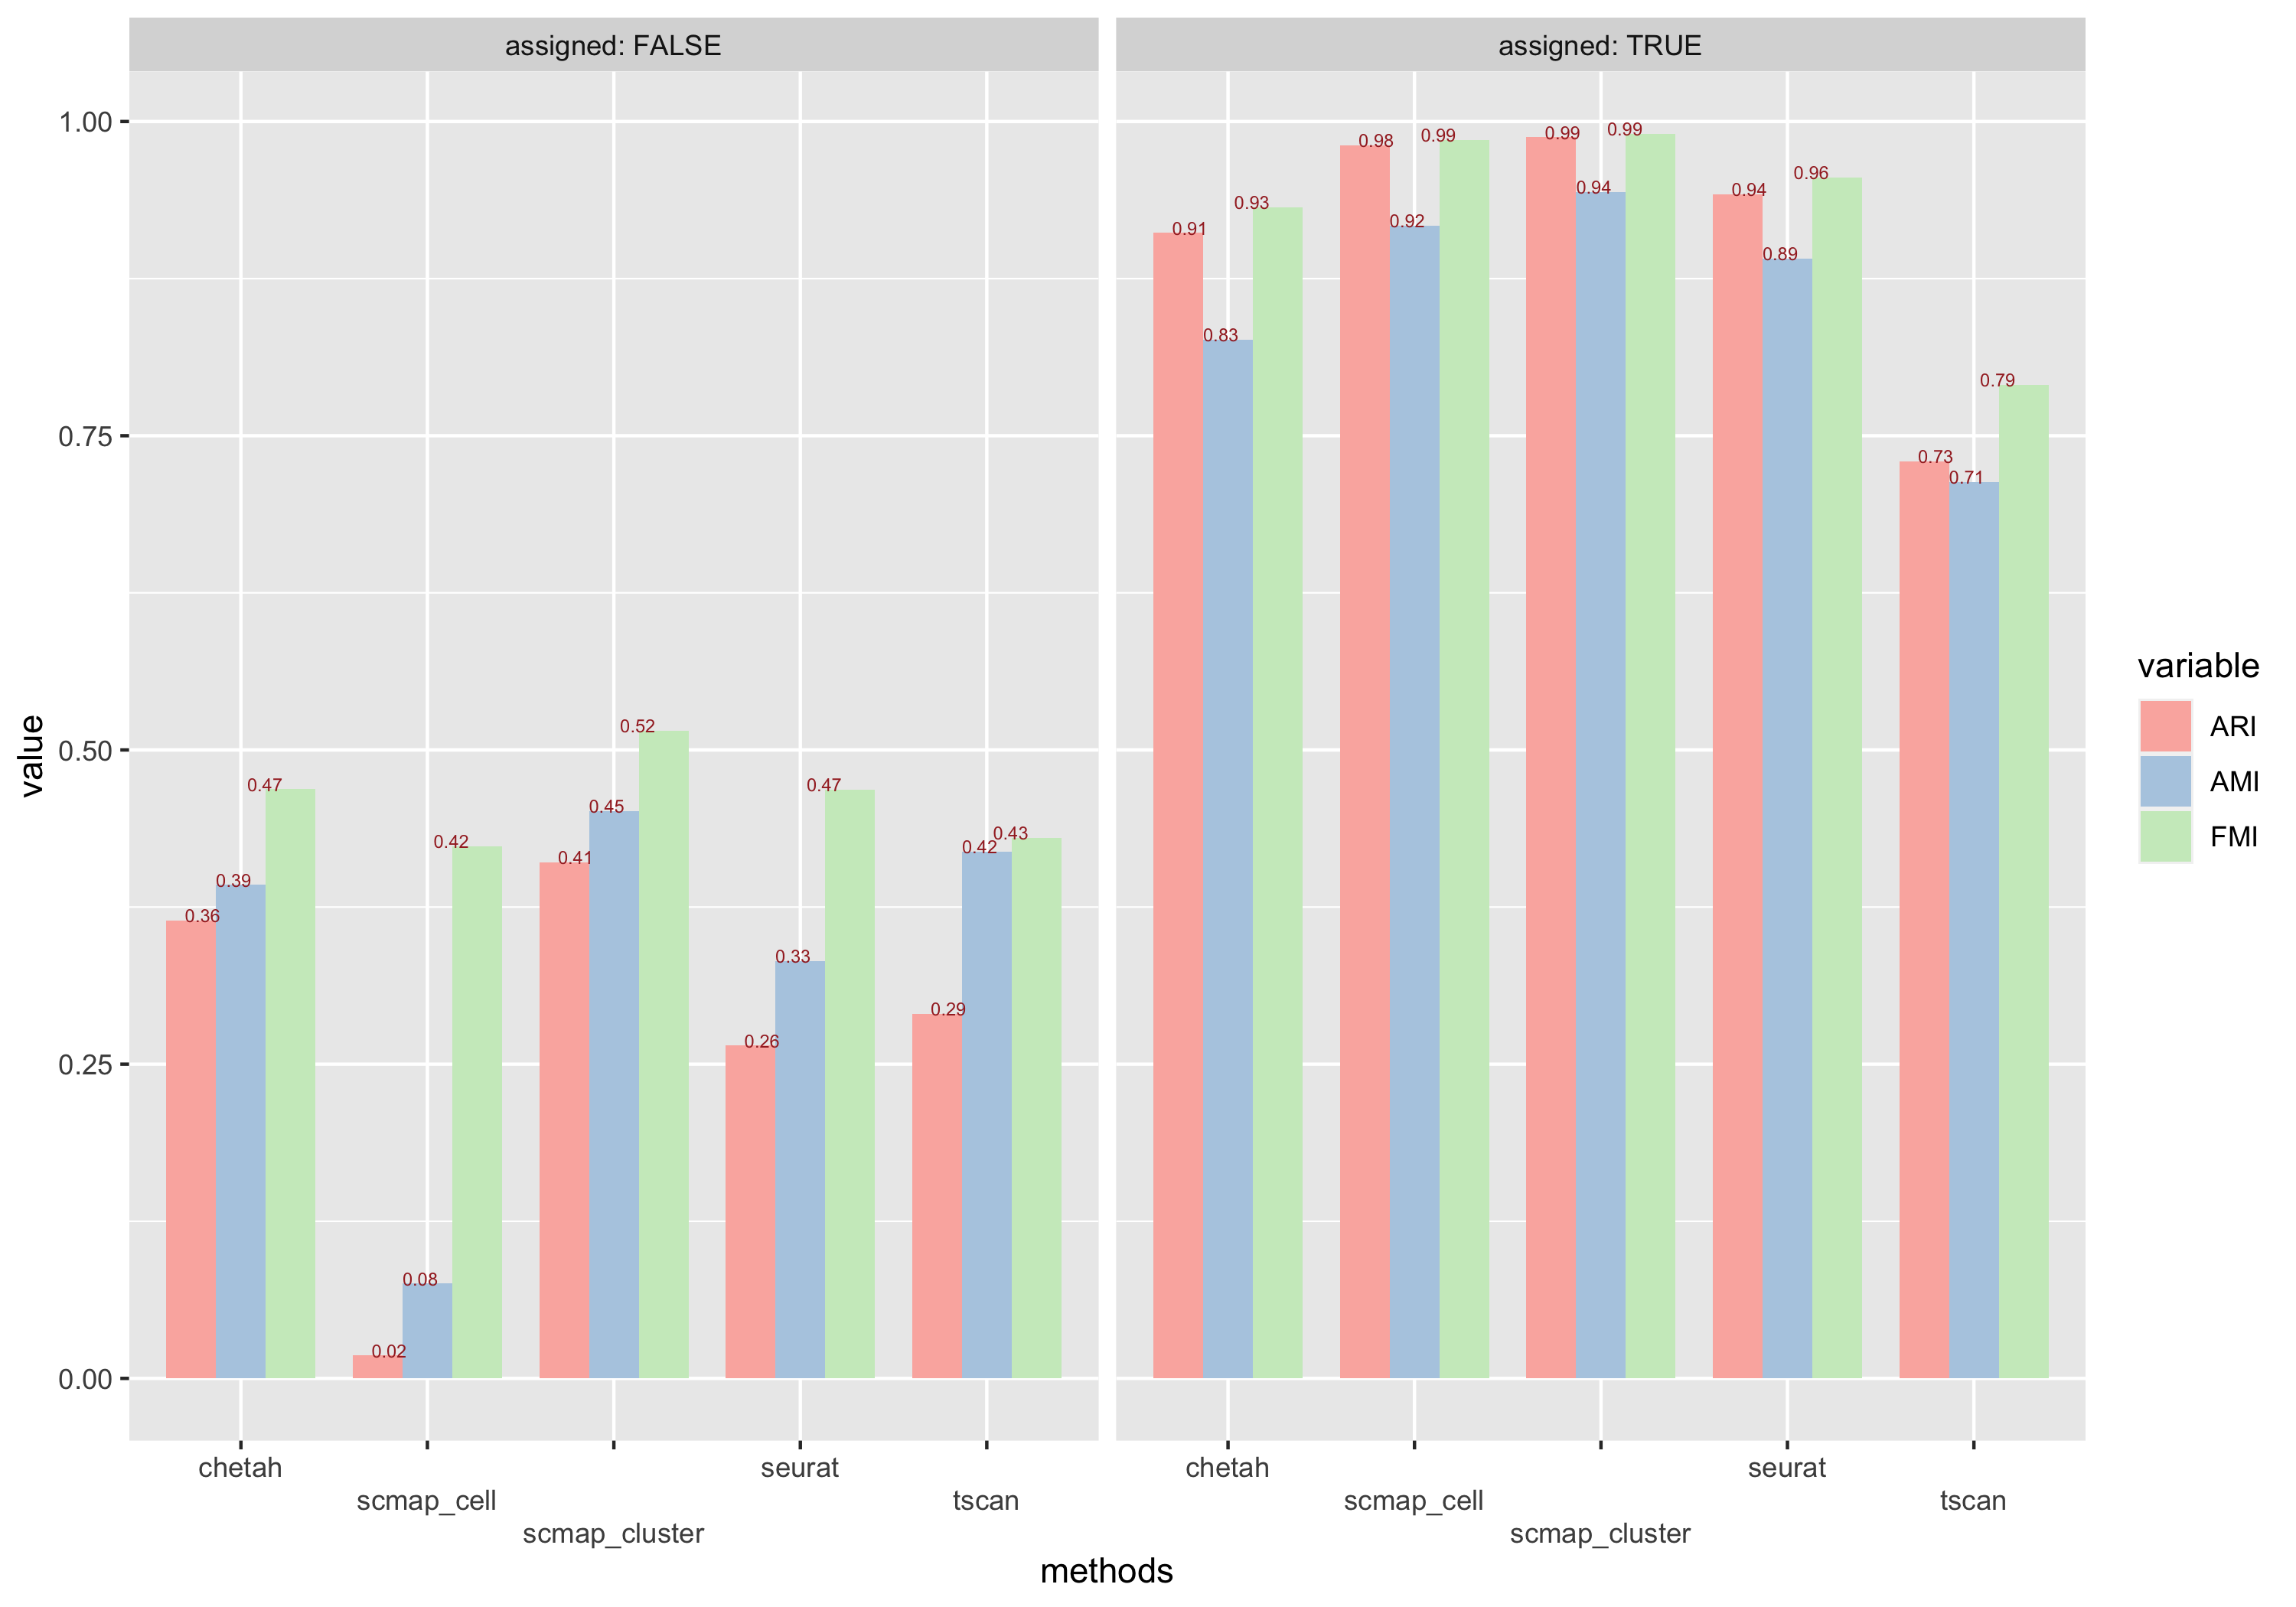 assigned: FALSE
assigned: TRUE
value
1.00
0.75
0.50
0.25
0.00
0.36
0.39
0.47
0.02
0.08
0.42
0.41
0.45
0.52
0.26
0.33
0.47
0.29
0.42
0.43
0.91
0.83
0.93
0.98
0.92
0.99
0.99
0.94
0.99
0.94
0.89
0.96
0.73
0.71
0.79
chetah
scmap_cell
scmap_cluster
seurat
tscan
chetah
scmap_cell
scmap_cluster
seurat
tscan
methods
variable
ARI
AMI
FMI